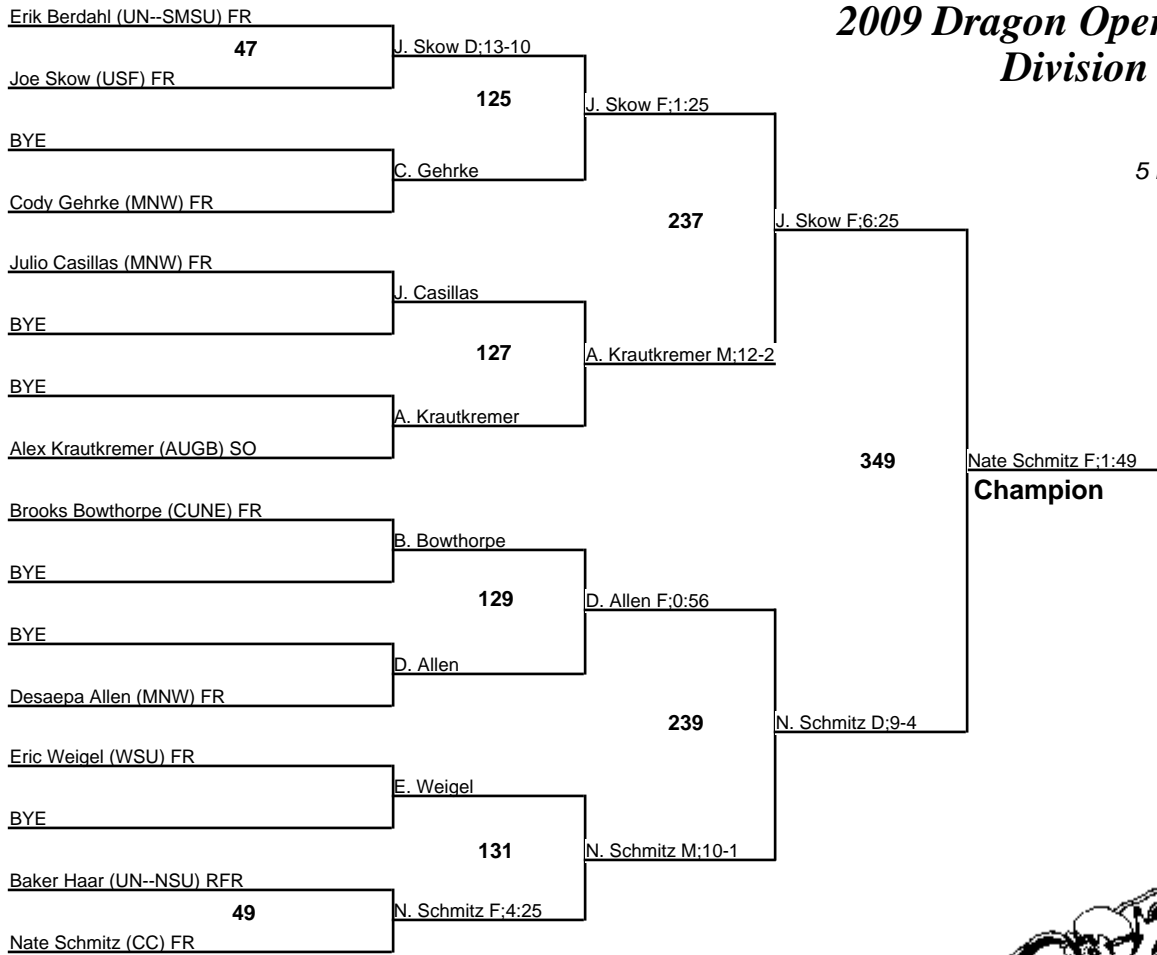 2009 Dragon Open
Division
5
Erik Berdahl (UN--SMSU) FR
47
J. Skow D;13-10
Joe Skow (USF) FR
125
J. Skow F;1:25
BYE
C. Gehrke
Cody Gehrke (MNW) FR
237
J. Skow F;6:25
Julio Casillas (MNW) FR
J. Casillas
BYE
127
A. Krautkremer M;12-2
BYE
A. Krautkremer
Alex Krautkremer (AUGB) SO
349
Nate Schmitz F;1:49
Champion
Brooks Bowthorpe (CUNE) FR
B. Bowthorpe
BYE
129
D. Allen F;0:56
BYE
D. Allen
Desaepa Allen (MNW) FR
239
N. Schmitz D;9-4
Eric Weigel (WSU) FR
E. Weigel
BYE
131
N. Schmitz M;10-1
Baker Haar (UN--NSU) RFR
49
N. Schmitz F;4:25
Nate Schmitz (CC) FR